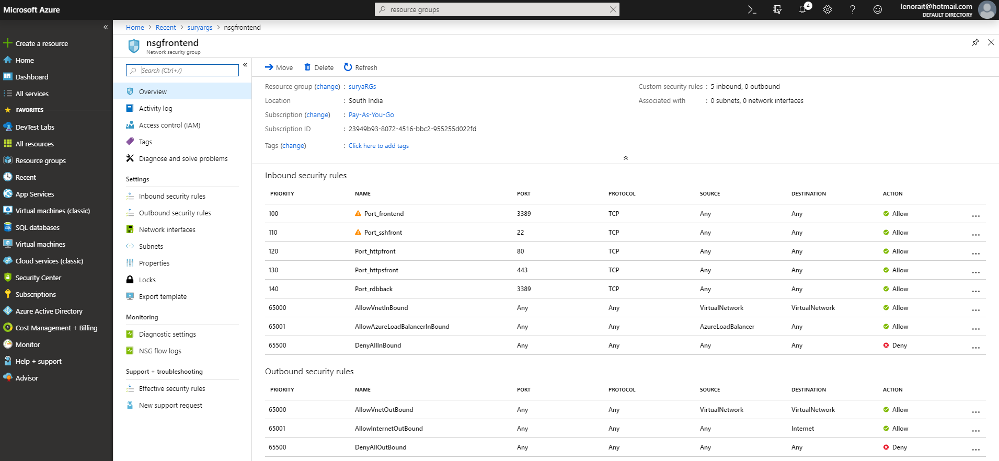 Microsoft Azure
resource groups
4
lenorait@hotmail.com
DEFAULT DIRECTORY
Create a resource
Home
Dashboard
All services
FAVORITES
DevTest Labs
All resources
Resource groups
Recent
App Services
Virtual machines (classic)
SQL databases
Virtual machines
Cloud services (classic)
Security Center
Subscriptions
Azure Active Directory
Cost Management + Billing
Monitor
Help + support
Advisor
Home > Recent > suryargs > nsgfrontend
nsgfrontend
Network security group
Search (Ctrl+/)
Overview
Activity log
Access control (IAM)
Tags
Diagnose and solve problems
Settings
Inbound security rules
Outbound security rules
Network interfaces
Subnets
Properties
Locks
Export template
Monitoring
Diagnostic settings
NSG flow logs
Support + troubleshooting
Effective security rules
New support request
Move Delete Refresh
Resource group (change) : suryaRGs
Location : South India
Subscription (change) : Pay-As-You-Go
Subscription ID : 23949b93-8072-4516-bbc2-955255d022fd
Tags (change) : Click here to add tags
Custom security rules : 5 inbound, 0 outbound
Associated with : 0 subnets, 0 network interfaces
Inbound security rules
PRIORITY NAME PORT PROTOCOL SOURCE DESTINATION ACTION
100 Port_frontend 3389 TCP Any Any Allow ...
110 Port_sshfront 22 TCP Any Any Allow ...
120 Port_httpfront 80 TCP Any Any Allow ...
130 Port_httpsfront 443 TCP Any Any Allow ...
140 Port_rdbback 3389 TCP Any Any Allow ...
65000 AllowVnetInBound Any Any VirtualNetwork VirtualNetwork Allow ...
65001 AllowAzureLoadBalancerInBound Any Any AzureLoadBalancer Any Allow ...
65500 DenyAllInBound Any Any Any Any Deny ...
Outbound security rules
PRIORITY NAME PORT PROTOCOL SOURCE DESTINATION ACTION
65000 AllowVnetOutBound Any Any VirtualNetwork VirtualNetwork Allow ...
65001 AllowInternetOutBound Any Any Any Internet Allow ...
65500 DenyAllOutBound Any Any Any Any Deny ...